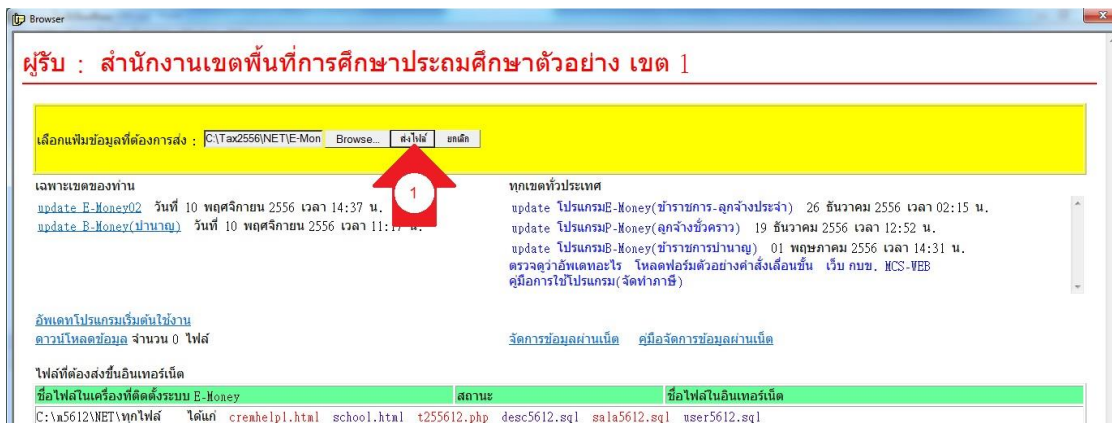 Browser
ผู้รับ : สำนักงานเขตพื้นที่การศึกษาประถมศึกษาตัวอย่าง เขต 1
เลือกแฟ้มข้อมูลที่ต้องการส่ง : C:\Tax2556\NET\E-Mon Browse... ส่งไฟล์ ยกเลิก
1
เฉพาะเขตของท่าน
update E-Money02 วันที่ 10 พฤศจิกายน 2556 เวลา 14:37 น.
update B-Money(บำนาญ) วันที่ 10 พฤศจิกายน 2556 เวลา 11:17 น.
ทุกเขตทั่วประเทศ
update โปรแกรมE-Money(ข้าราชการ-ลูกจ้างประจำ) 26 ธันวาคม 2556 เวลา 02:15 น.
update โปรแกรมP-Money(ลูกจ้างชั่วคราว) 19 ธันวาคม 2556 เวลา 12:52 น.
update โปรแกรมB-Money(ข้าราชการบำนาญ) 01 พฤษภาคม 2556 เวลา 14:31 น.
ตรวจดูว่าอัพเดทอะไร โหลดฟอร์มตัวอย่างคำสั่งเลื่อนขั้น เว็บ กบข. MCS-WEB
คู่มือการใช้โปรแกรม(จัดทำภาษี)
อัพเดทโปรแกรมเริ่มต้นใช้งาน
ดาวน์โหลดข้อมูล จำนวน 0 ไฟล์
จัดการข้อมูลผ่านเน็ต คู่มือจัดการข้อมูลผ่านเน็ต
ไฟล์ที่ต้องส่งขึ้นอินเทอร์เน็ต
ชื่อไฟล์ในเครื่องที่ติดตั้งระบบ E-Money สถานะ ชื่อไฟล์ในอินเทอร์เน็ต
C:\m5612\NET\ทุกไฟล์ ได้แก่ cremhelp1.html school.html t255612.php desc5612.sql sala5612.sql user5612.sql